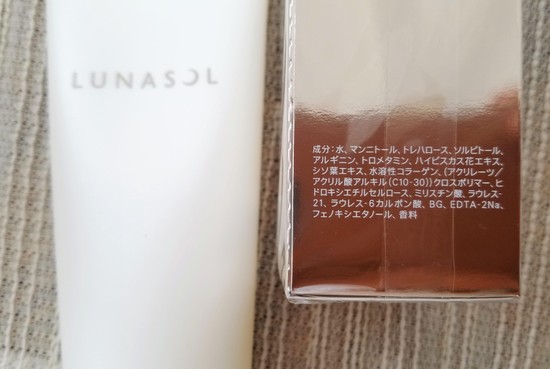 LUNASOL
成分：水、マンニトール、トレハロース、ソルビトール、
アルギニン、トロメタミン、ハイビスカス花エキス、
シソ葉エキス、水溶性コラーゲン、（アクリレーツ／
アクリル酸アルキル（C10-30））クロスポリマー、ヒ
ドロキシエチルセルロース、ミリスチン酸、ラウレス-
21、ラウレス-6カルボン酸、BG、EDTA-2Na、
フェノキシエタノール、香料